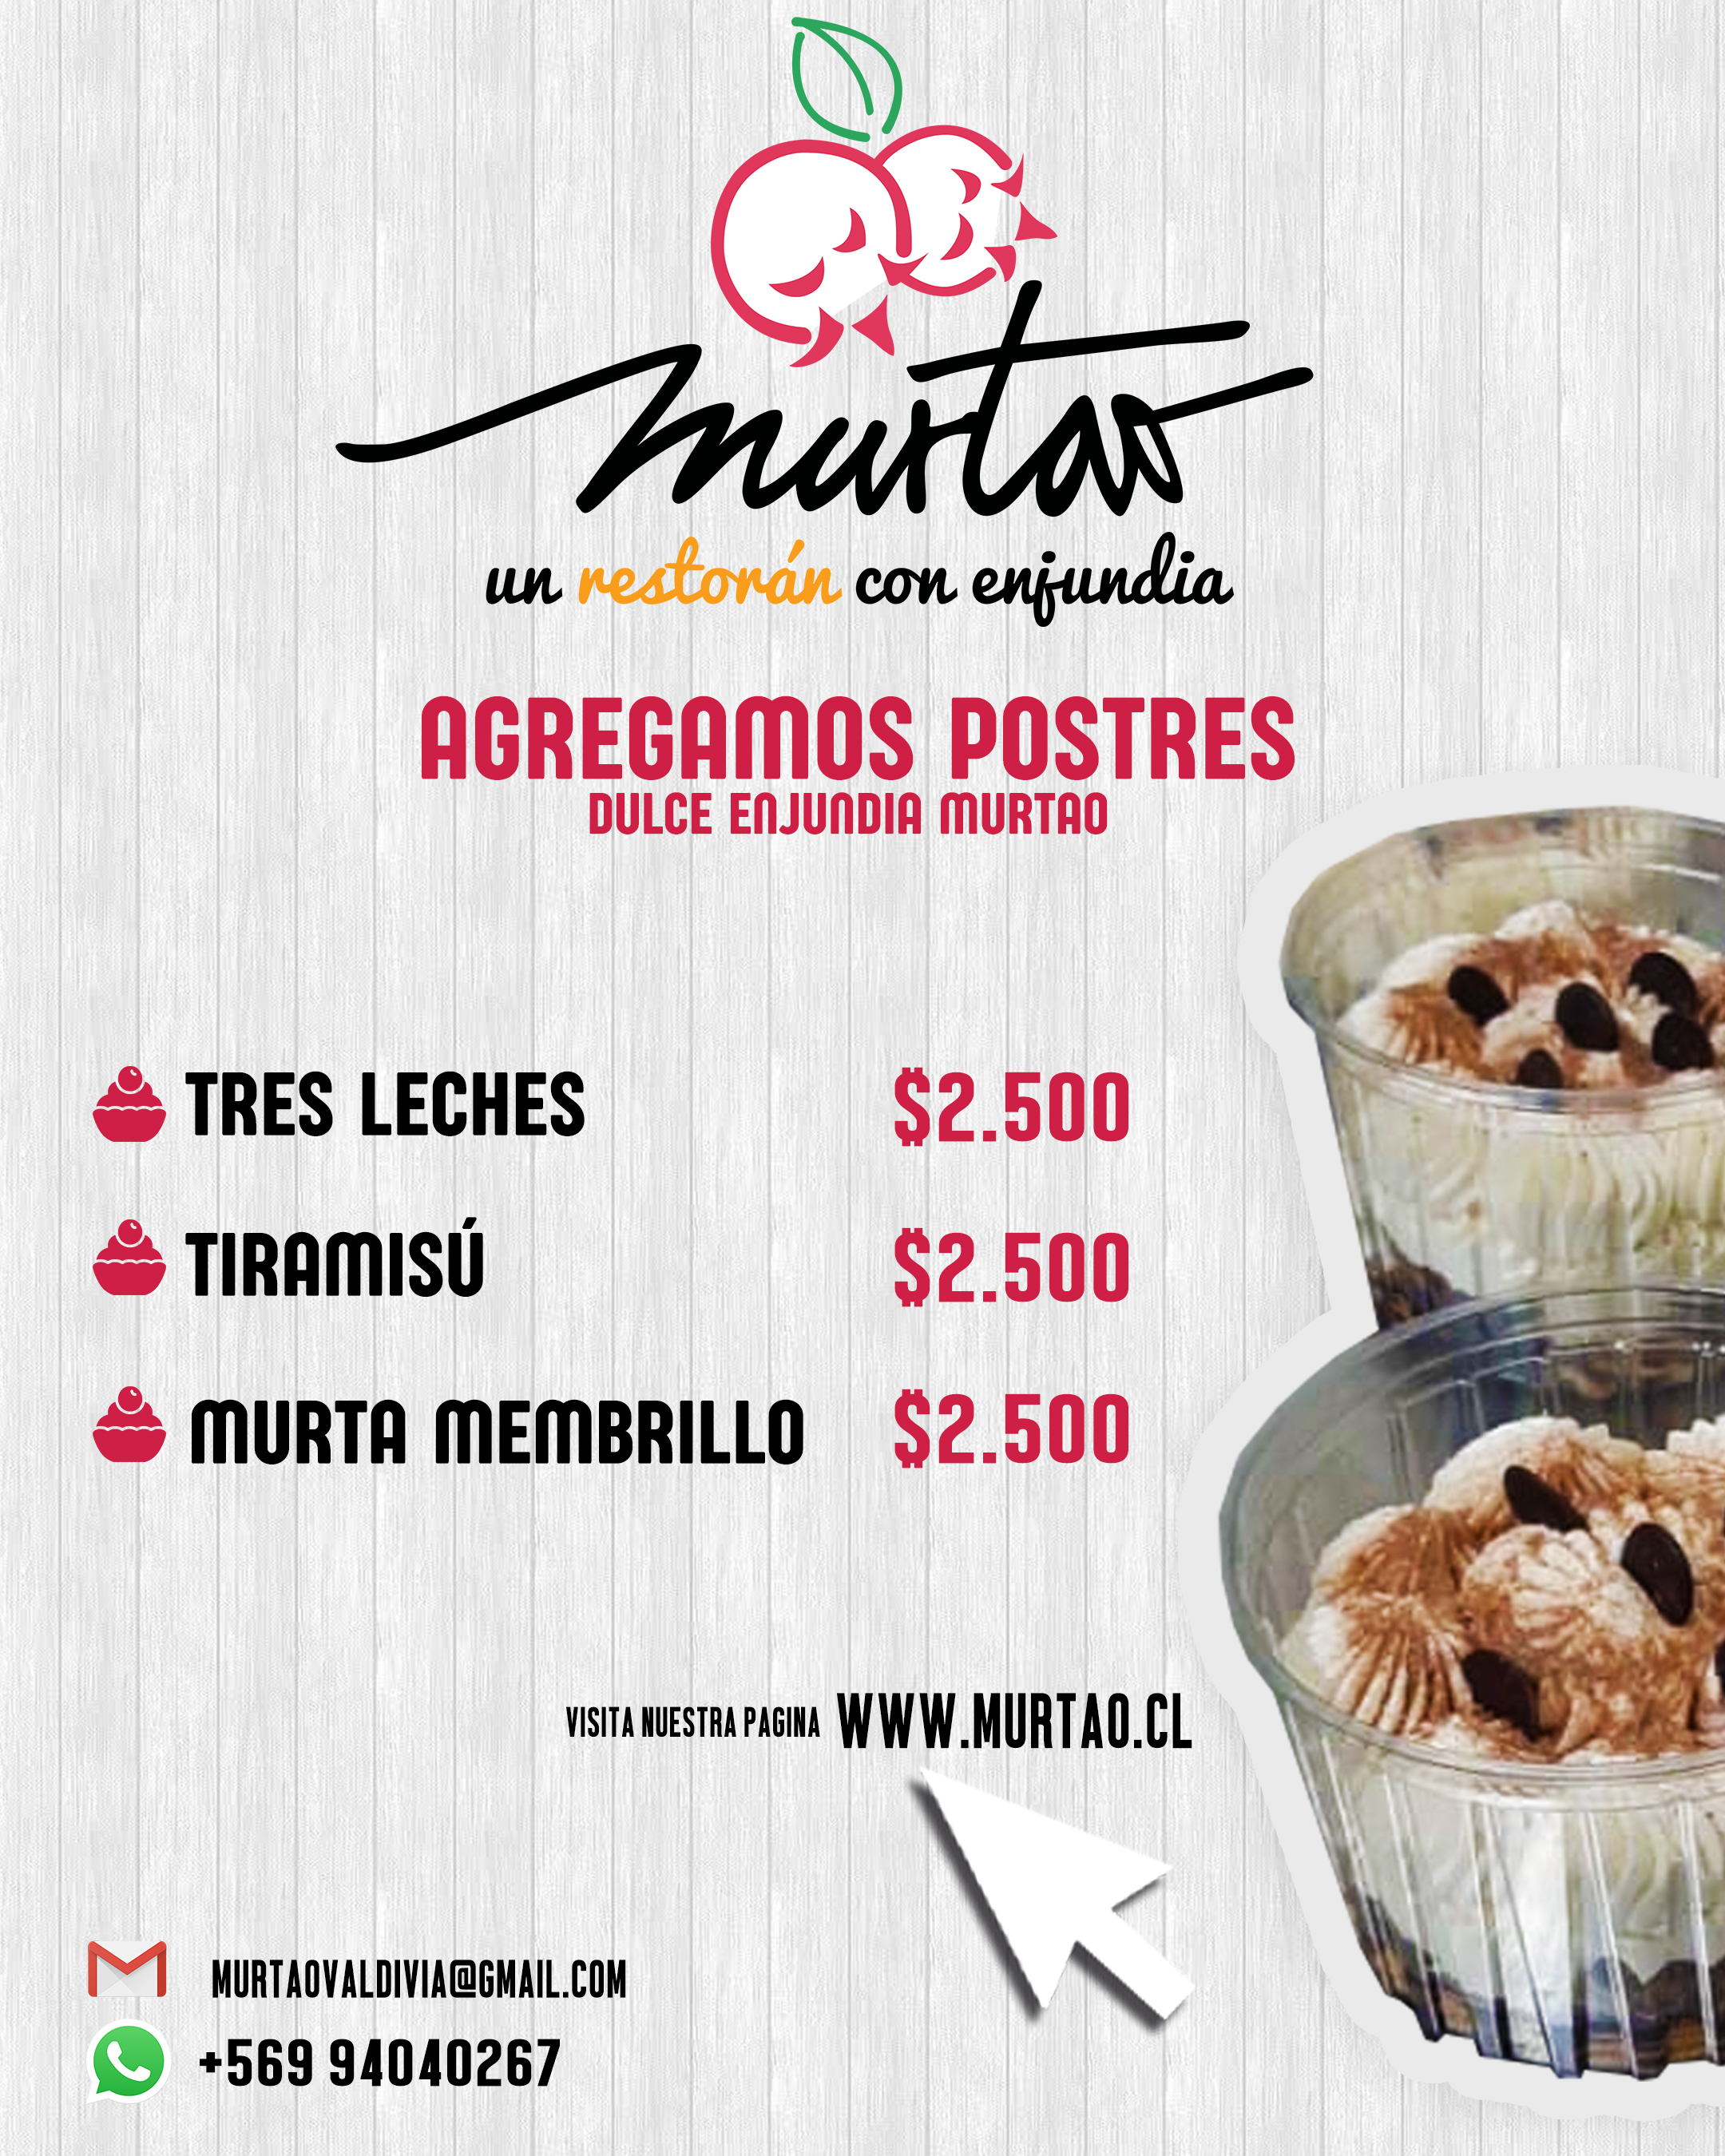 murtao
un restorán con enjundia
AGREGAMOS POSTRES
DULCE ENJUNDIA MURTAO
TRES LECHES $2.500
TIRAMISÚ $2.500
MURTA MEMBRILLO $2.500
VISITA NUESTRA PAGINA WWW.MURTAO.CL
MURTAOVALDIVIA@GMAIL.COM
+569 94040267